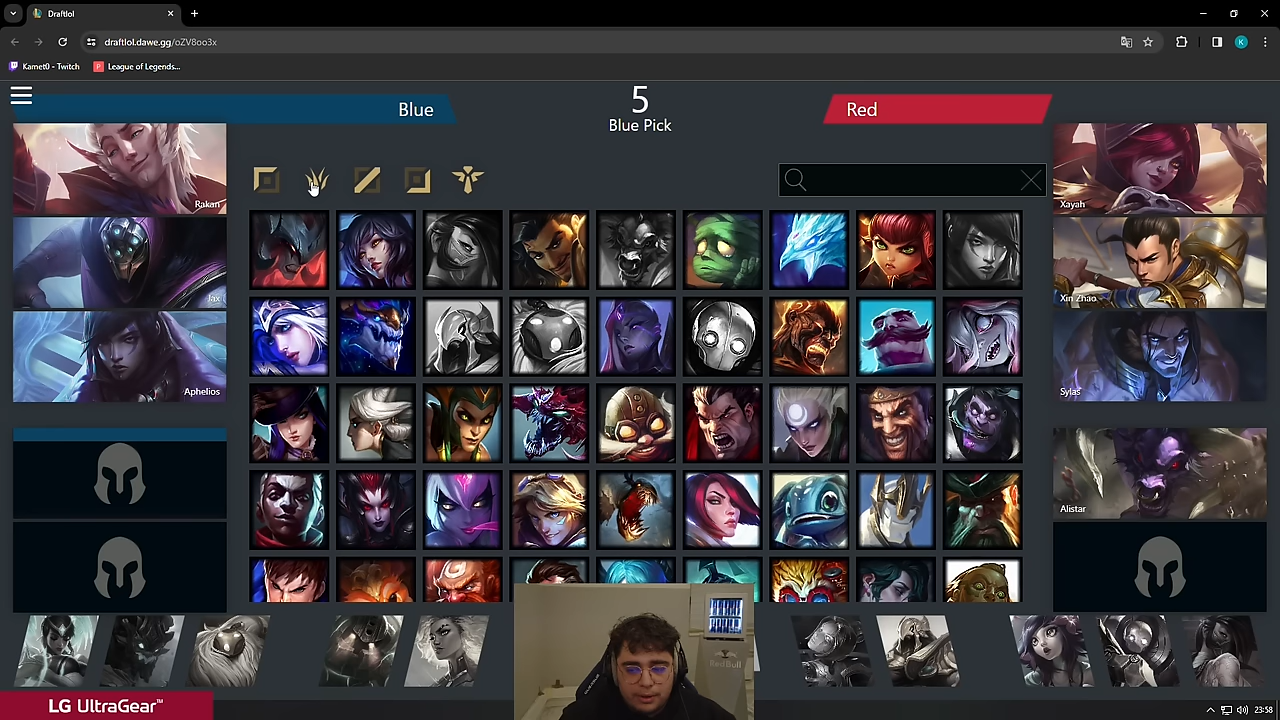 Draftlol
draftlol.dawe.gg/oZV8oo3x
K
Kamet0 - Twitch
League of Legends...
Blue
5
Blue Pick
Red
Rakan
Jax
Aphelios
Xayah
Xin Zhao
Sylas
Alistar
RedBull
LG UltraGear™
23:58